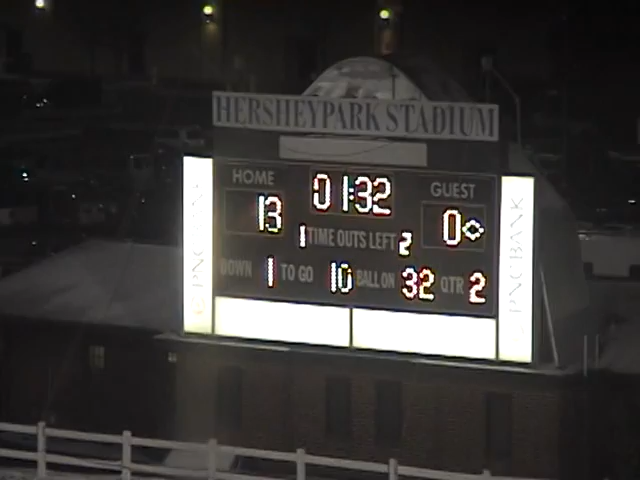 HERSHEYPARK STADIUM
HOME 01:32 GUEST
13 0
1 TIME OUTS LEFT 2
DOWN 1 TO GO 10 BALL ON 32 QTR 2
PNC BANK
PNC BANK